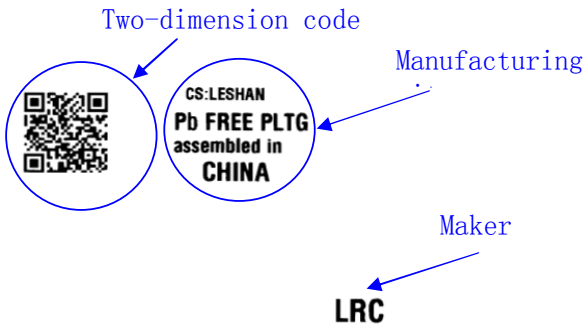 Two-dimension code
Manufacturing
CS:LESHAN
Pb FREE PLTG
assembled in
CHINA
Maker
LRC